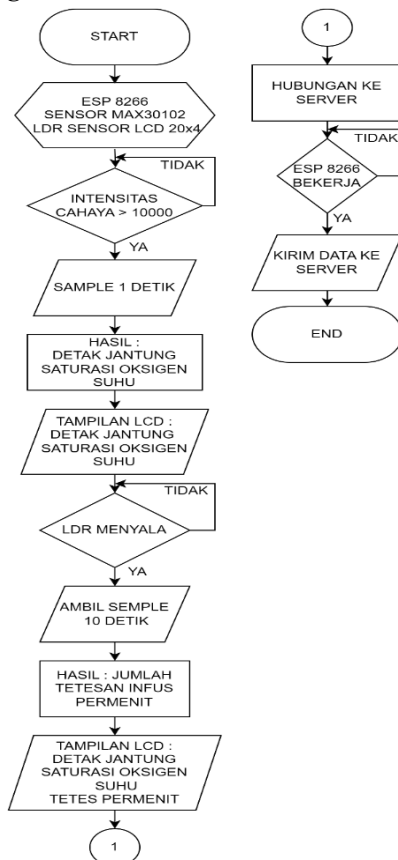 START
ESP 8266
SENSOR MAX30102
LDR SENSOR LCD 20x4
TIDAK
INTENSITAS
CAHAYA > 10000
YA
SAMPLE 1 DETIK
HASIL :
DETAK JANTUNG
SATURASI OKSIGEN
SUHU
TAMPILAN LCD :
DETAK JANTUNG
SATURASI OKSIGEN
SUHU
TIDAK
LDR MENYALA
YA
AMBIL SEMPLE
10 DETIK
HASIL : JUMLAH
TETESAN INFUS
PERMENIT
TAMPILAN LCD :
DETAK JANTUNG
SATURASI OKSIGEN
SUHU
TETES PERMENIT
1
1
HUBUNGAN KE
SERVER
TIDAK
ESP 8266
BEKERJA
YA
KIRIM DATA KE
SERVER
END